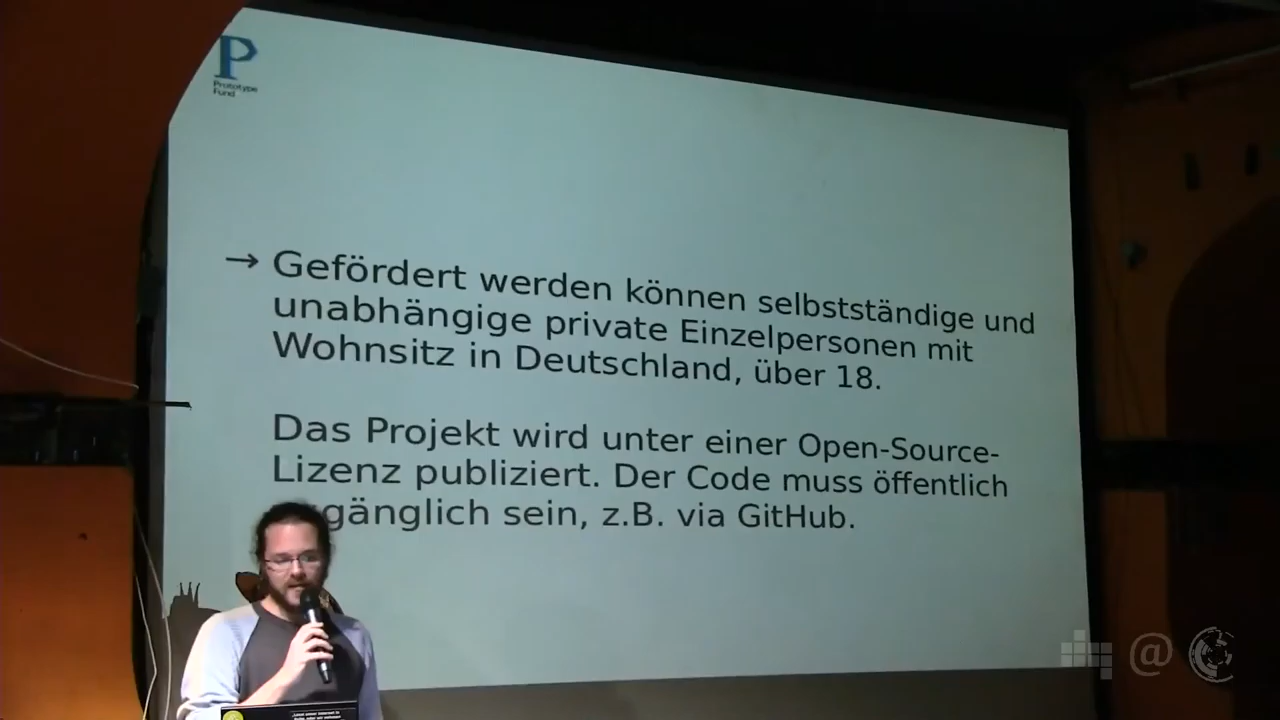 P
Prototype
Fund
→ Gefördert werden können selbstständige und
unabhängige private Einzelpersonen mit
Wohnsitz in Deutschland, über 18.
Das Projekt wird unter einer Open-Source-
Lizenz publiziert. Der Code muss öffentlich
gänglich sein, z.B. via GitHub.
@